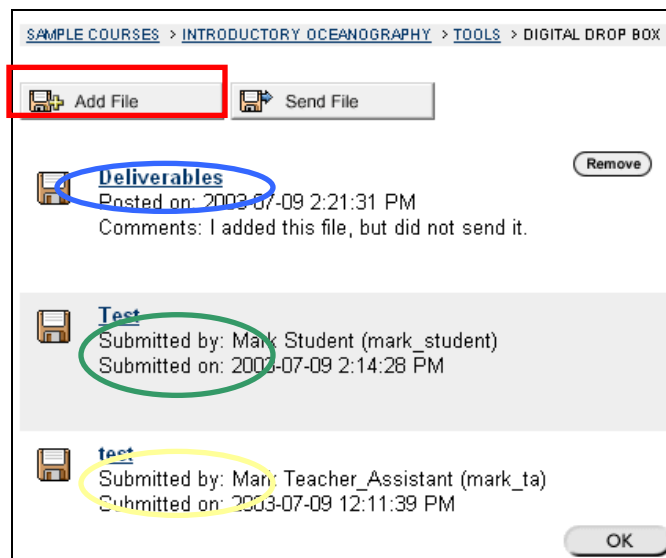 SAMPLE COURSES > INTRODUCTORY OCEANOGRAPHY > TOOLS > DIGITAL DROP BOX
Add File Send File
Deliverables Remove
Posted on: 2003-07-09 2:21:31 PM
Comments: I added this file, but did not send it.
Test
Submitted by: Mark Student (mark_student)
Submitted on: 2003-07-09 2:14:28 PM
test
Submitted by: Mark Teacher_Assistant (mark_ta)
Submitted on: 2003-07-09 12:11:39 PM
OK